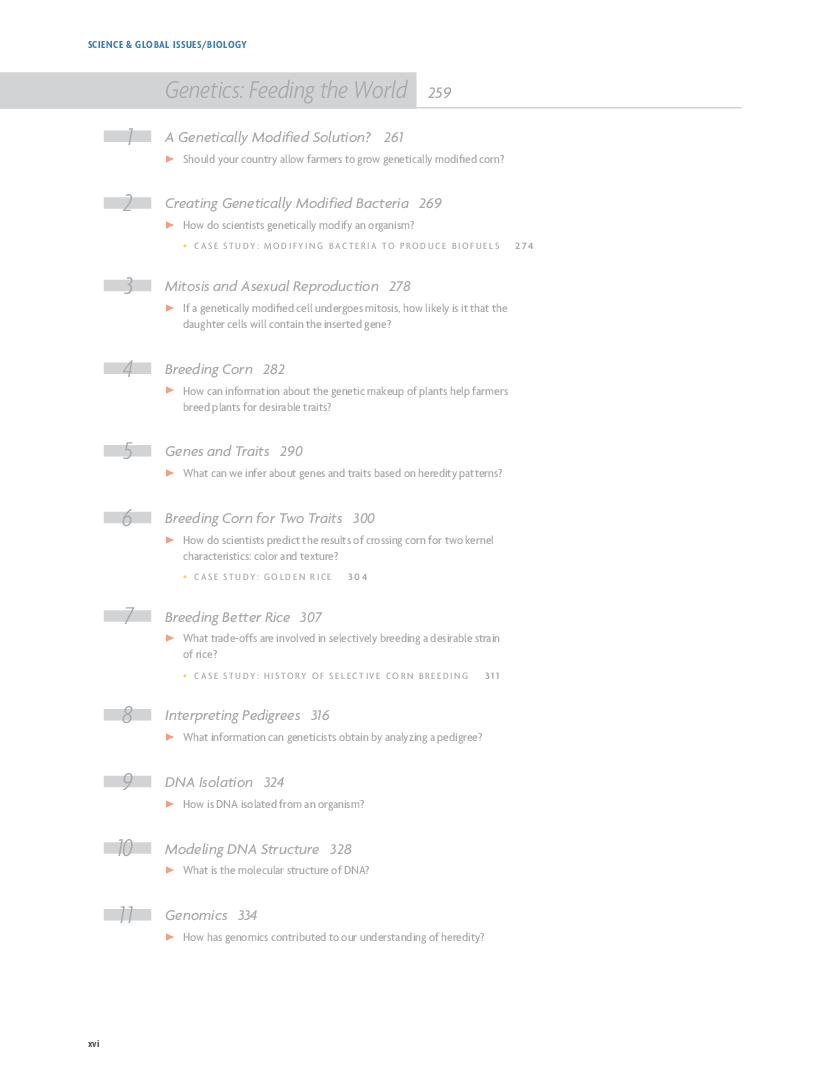 SCIENCE & GLOBAL ISSUES/BIOLOGY
Genetics: Feeding the World 259
1 A Genetically Modified Solution? 261
► Should your country allow farmers to grow genetically modified corn?
2 Creating Genetically Modified Bacteria 269
► How do scientists genetically modify an organism?
• CASE STUDY: MODIFYING BACTERIA TO PRODUCE BIOFUELS 274
3 Mitosis and Asexual Reproduction 278
► If a genetically modified cell undergoes mitosis, how likely is it that the
daughter cells will contain the inserted gene?
4 Breeding Corn 282
► How can information about the genetic makeup of plants help farmers
breed plants for desirable traits?
5 Genes and Traits 290
► What can we infer about genes and traits based on heredity patterns?
6 Breeding Corn for Two Traits 300
► How do scientists predict the results of crossing corn for two kernel
characteristics: color and texture?
• CASE STUDY: GOLDEN RICE 304
7 Breeding Better Rice 307
► What trade-offs are involved in selectively breeding a desirable strain
of rice?
• CASE STUDY: HISTORY OF SELECTIVE CORN BREEDING 311
8 Interpreting Pedigrees 316
► What information can geneticists obtain by analyzing a pedigree?
9 DNA Isolation 324
► How is DNA isolated from an organism?
10 Modeling DNA Structure 328
► What is the molecular structure of DNA?
11 Genomics 334
► How has genomics contributed to our understanding of heredity?
xvi